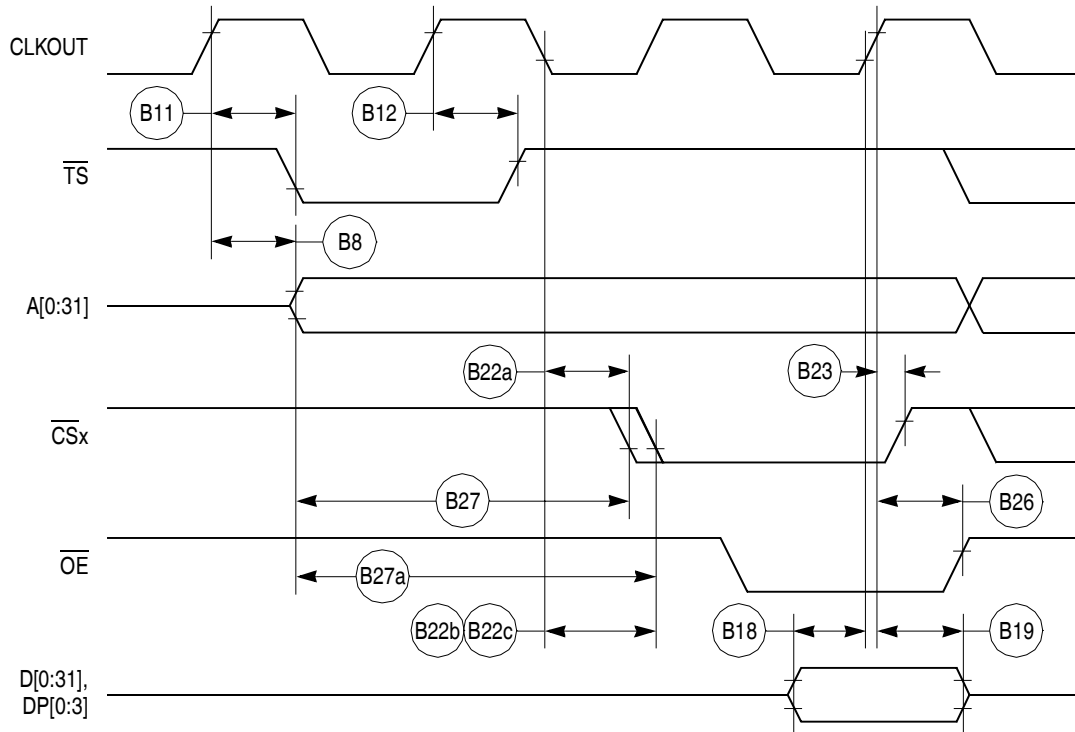 CLKOUT
B11
B12
TS
B8
A[0:31]
B22a
B23
CSx
B27
B26
OE
B27a
B22b B22c
B18
B19
D[0:31],
DP[0:3]